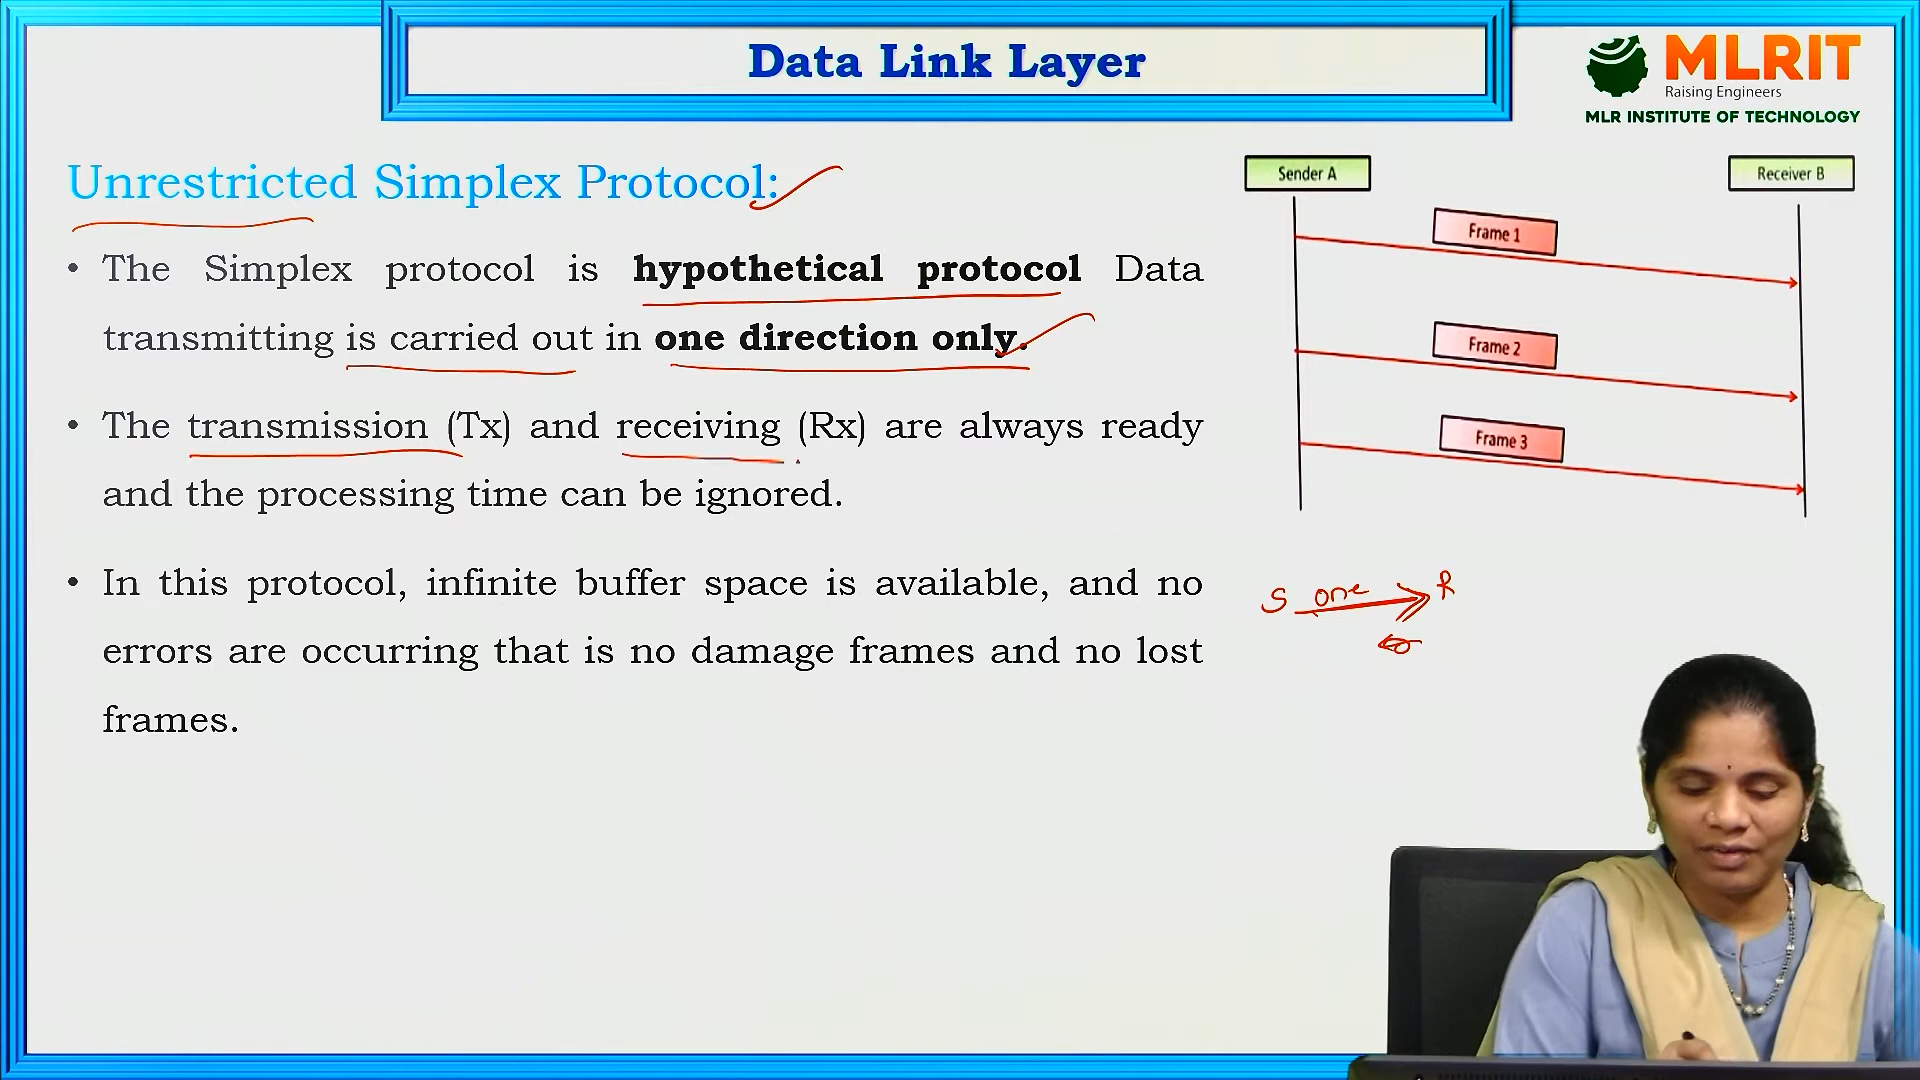 Data Link Layer
MLRIT
Raising Engineers
MLR INSTITUTE OF TECHNOLOGY
Unrestricted Simplex Protocol:
• The Simplex protocol is hypothetical protocol Data
transmitting is carried out in one direction only.
• The transmission (Tx) and receiving (Rx) are always ready
and the processing time can be ignored.
• In this protocol, infinite buffer space is available, and no
errors are occurring that is no damage frames and no lost
frames.
Sender A
Receiver B
Frame 1
Frame 2
Frame 3
S one R